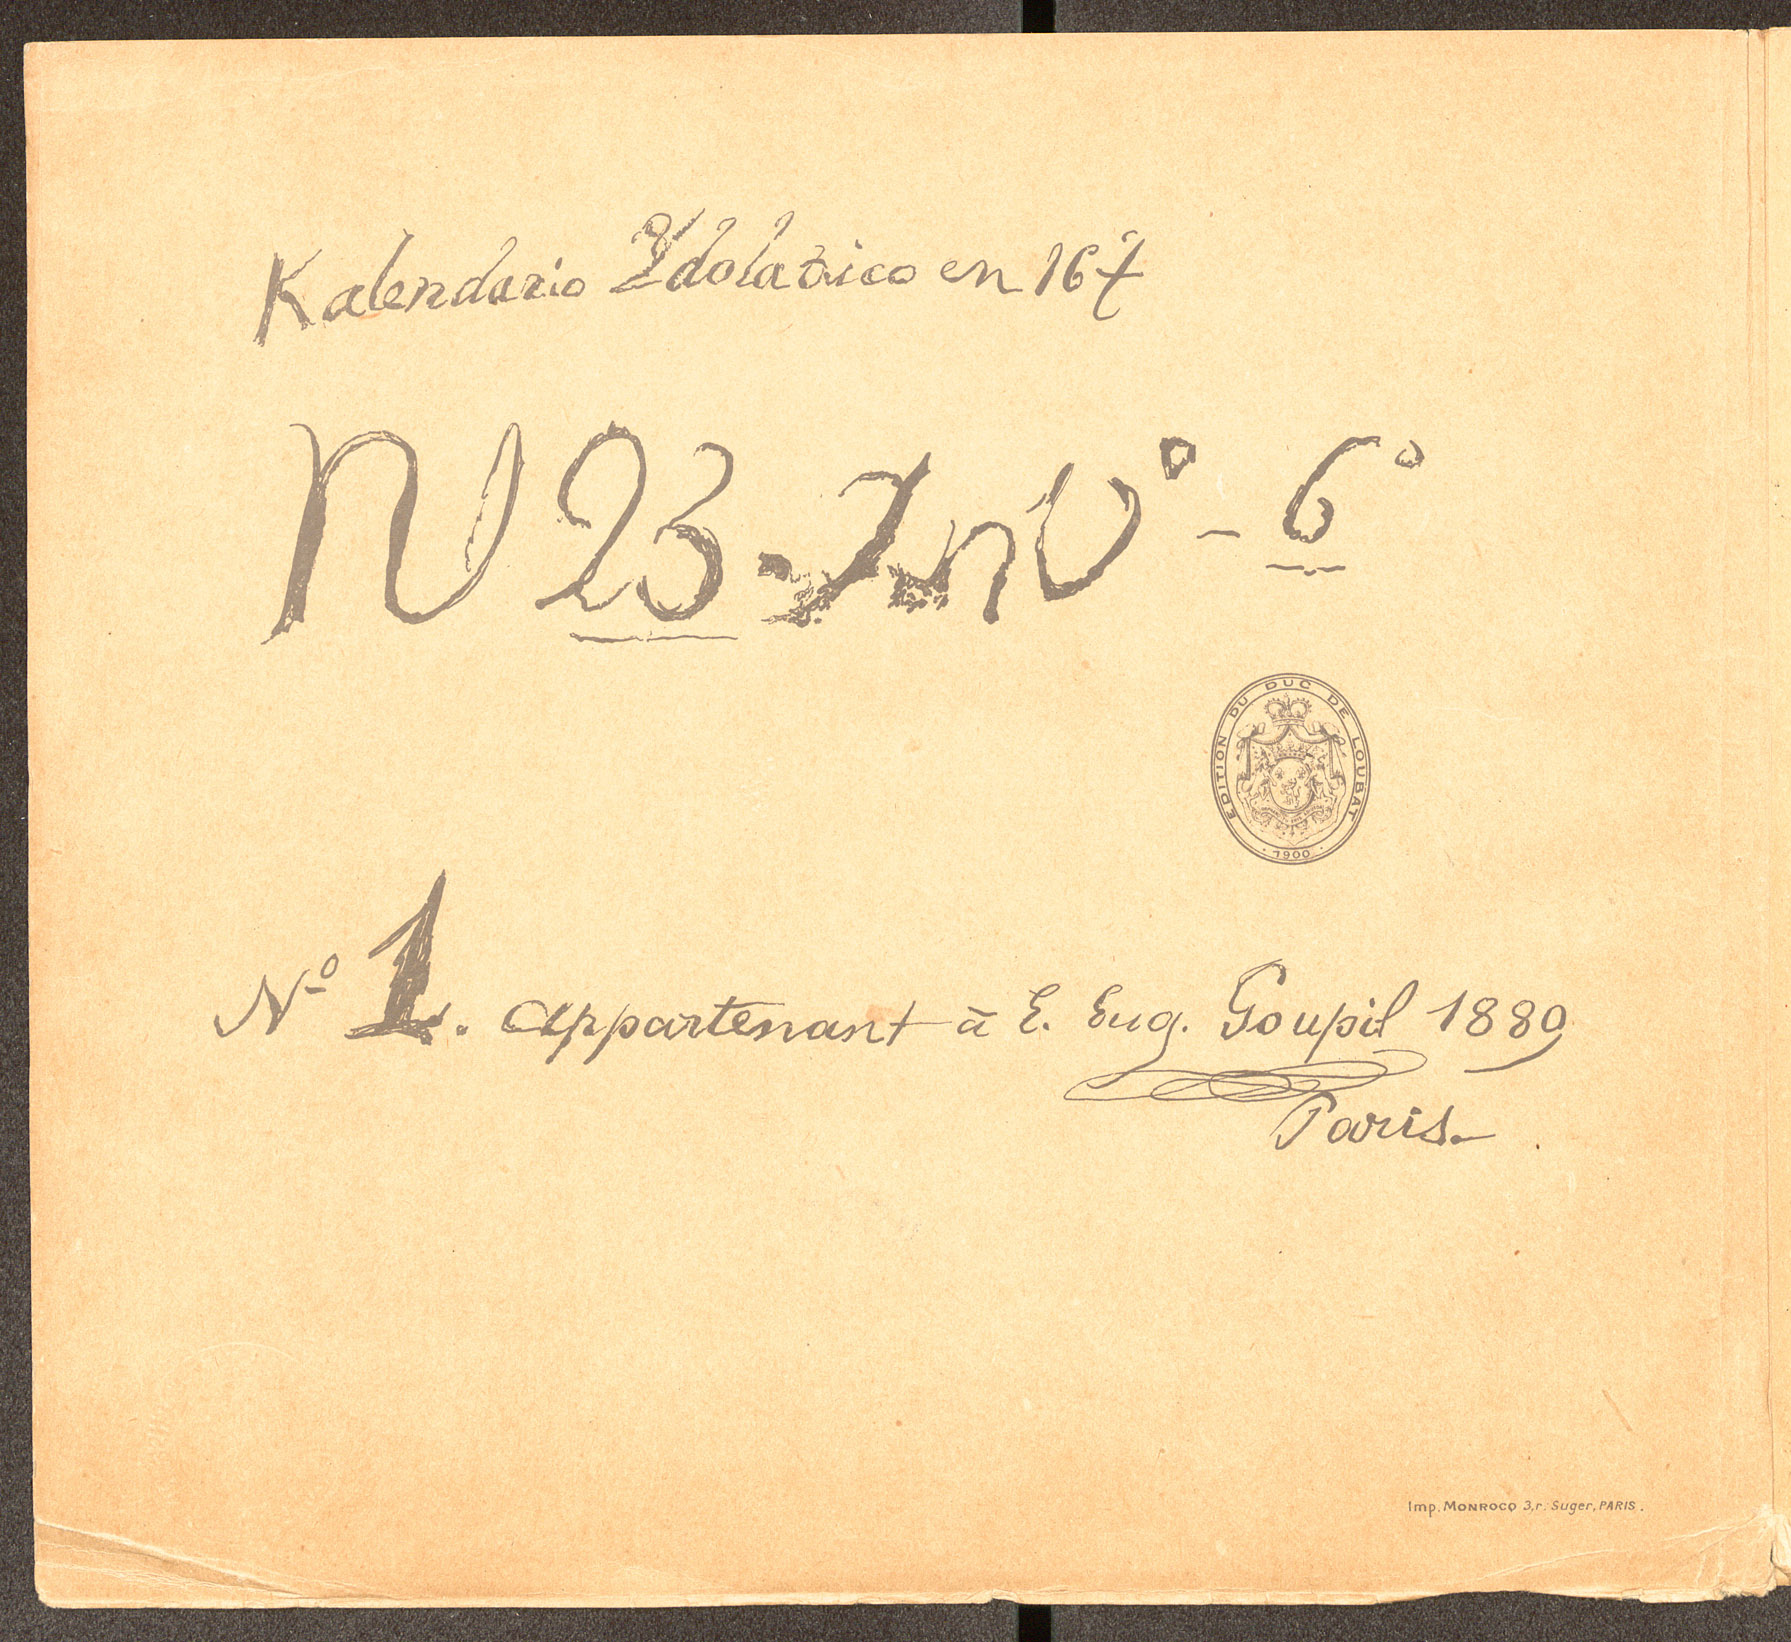 Kalendario Ydolatrico en 16 f
N 23. Inv° - 6°
EDITION DU DUC DE LOUBAT
· 1900 ·
N° 1. appartenant à E. Eug. Goupil 1889
Paris.
Imp. MONROCQ 3, r. Suger, PARIS.